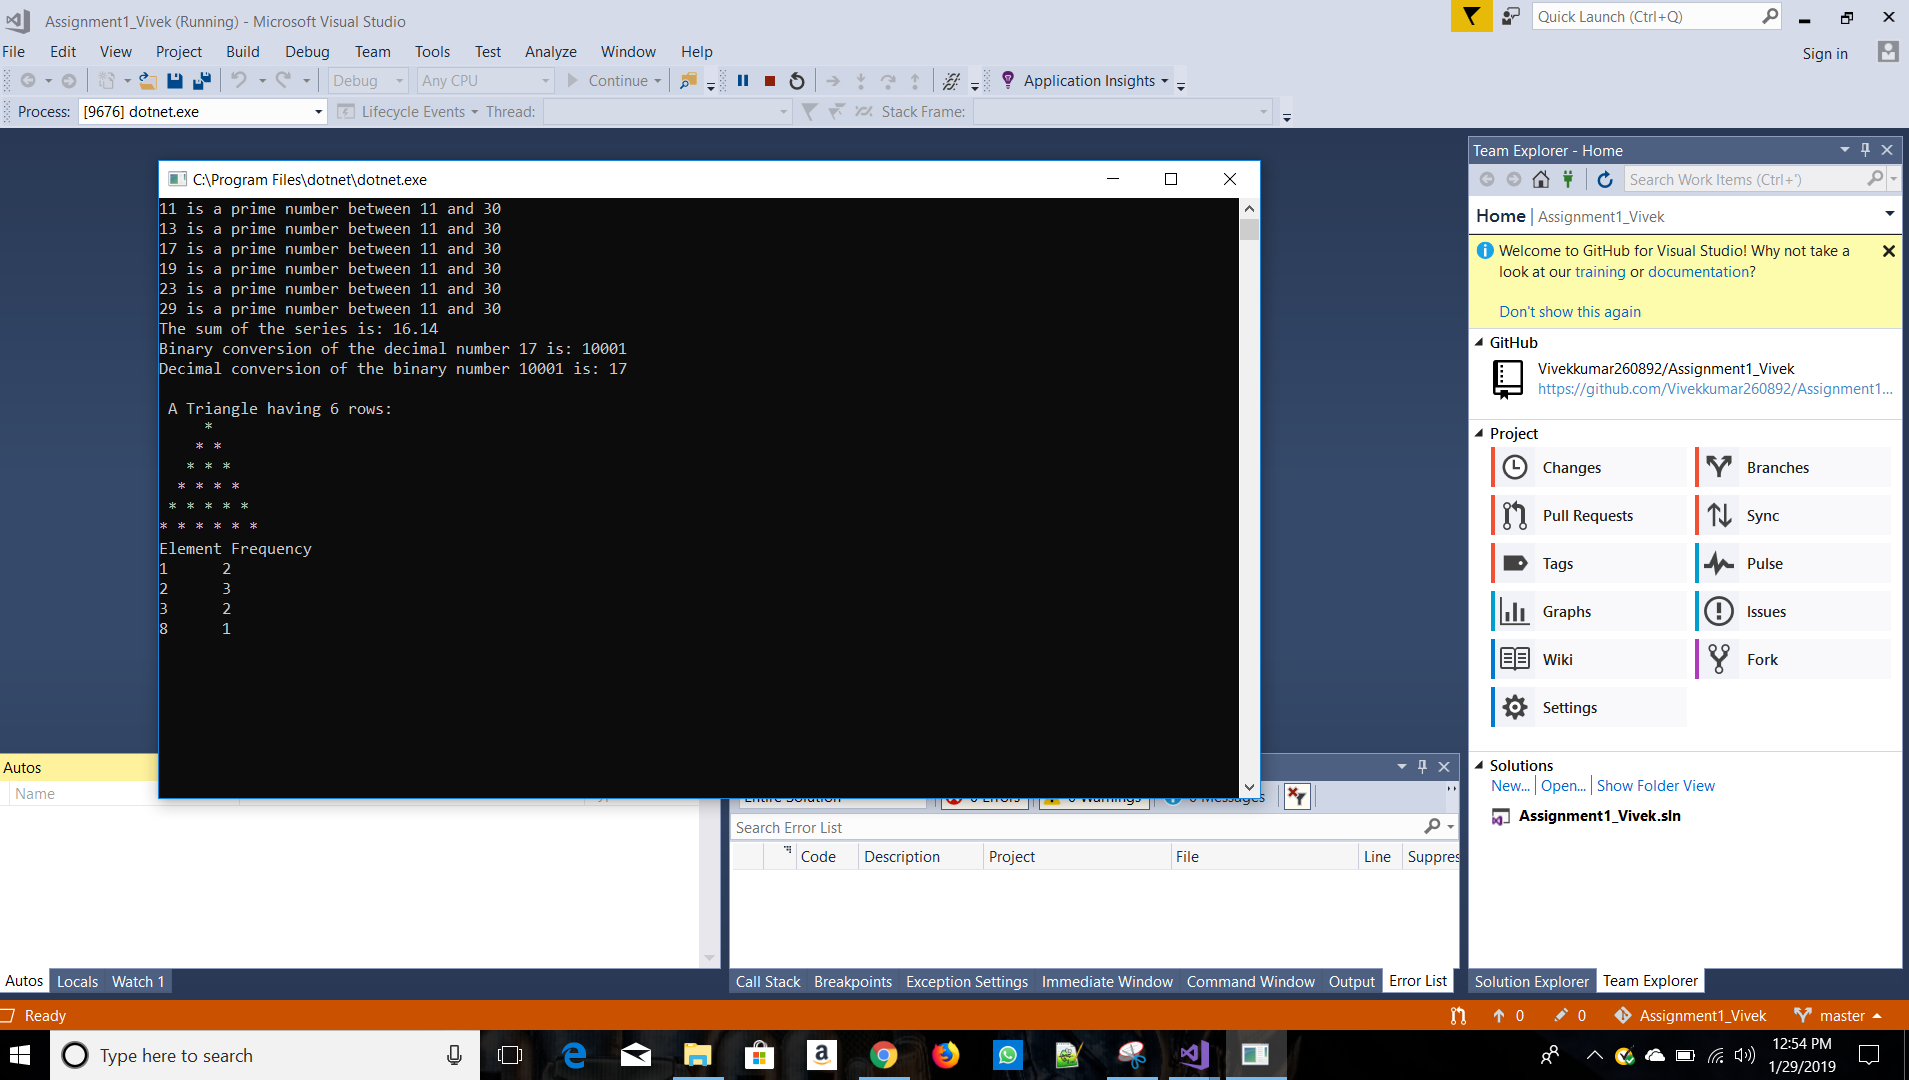 Assignment1_Vivek (Running) - Microsoft Visual Studio
Quick Launch (Ctrl+Q)
File Edit View Project Build Debug Team Tools Test Analyze Window Help
Sign in
Debug Any CPU Continue Application Insights
Process: [9676] dotnet.exe Lifecycle Events Thread: Stack Frame:
C:\Program Files\dotnet\dotnet.exe
11 is a prime number between 11 and 30
13 is a prime number between 11 and 30
17 is a prime number between 11 and 30
19 is a prime number between 11 and 30
23 is a prime number between 11 and 30
29 is a prime number between 11 and 30
The sum of the series is: 16.14
Binary conversion of the decimal number 17 is: 10001
Decimal conversion of the binary number 10001 is: 17
A Triangle having 6 rows:
*
* *
* * *
* * * *
* * * * *
* * * * * *
Element Frequency
1 2
2 3
3 2
8 1
Team Explorer - Home
Search Work Items (Ctrl+')
Home | Assignment1_Vivek
Welcome to GitHub for Visual Studio! Why not take a
look at our training or documentation?
Don't show this again
GitHub
Vivekkumar260892/Assignment1_Vivek
https://github.com/Vivekkumar260892/Assignment1...
Project
Changes Branches
Pull Requests Sync
Tags Pulse
Graphs Issues
Wiki Fork
Settings
Solutions
New... Open... Show Folder View
Assignment1_Vivek.sln
Autos
Name
Entire Solution 0 Errors 0 Warnings 0 Messages
Search Error List
Code Description Project File Line Suppres
Autos Locals Watch 1
Call Stack Breakpoints Exception Settings Immediate Window Command Window Output Error List
Solution Explorer Team Explorer
Ready
0 0 Assignment1_Vivek master
Type here to search
12:54 PM
1/29/2019